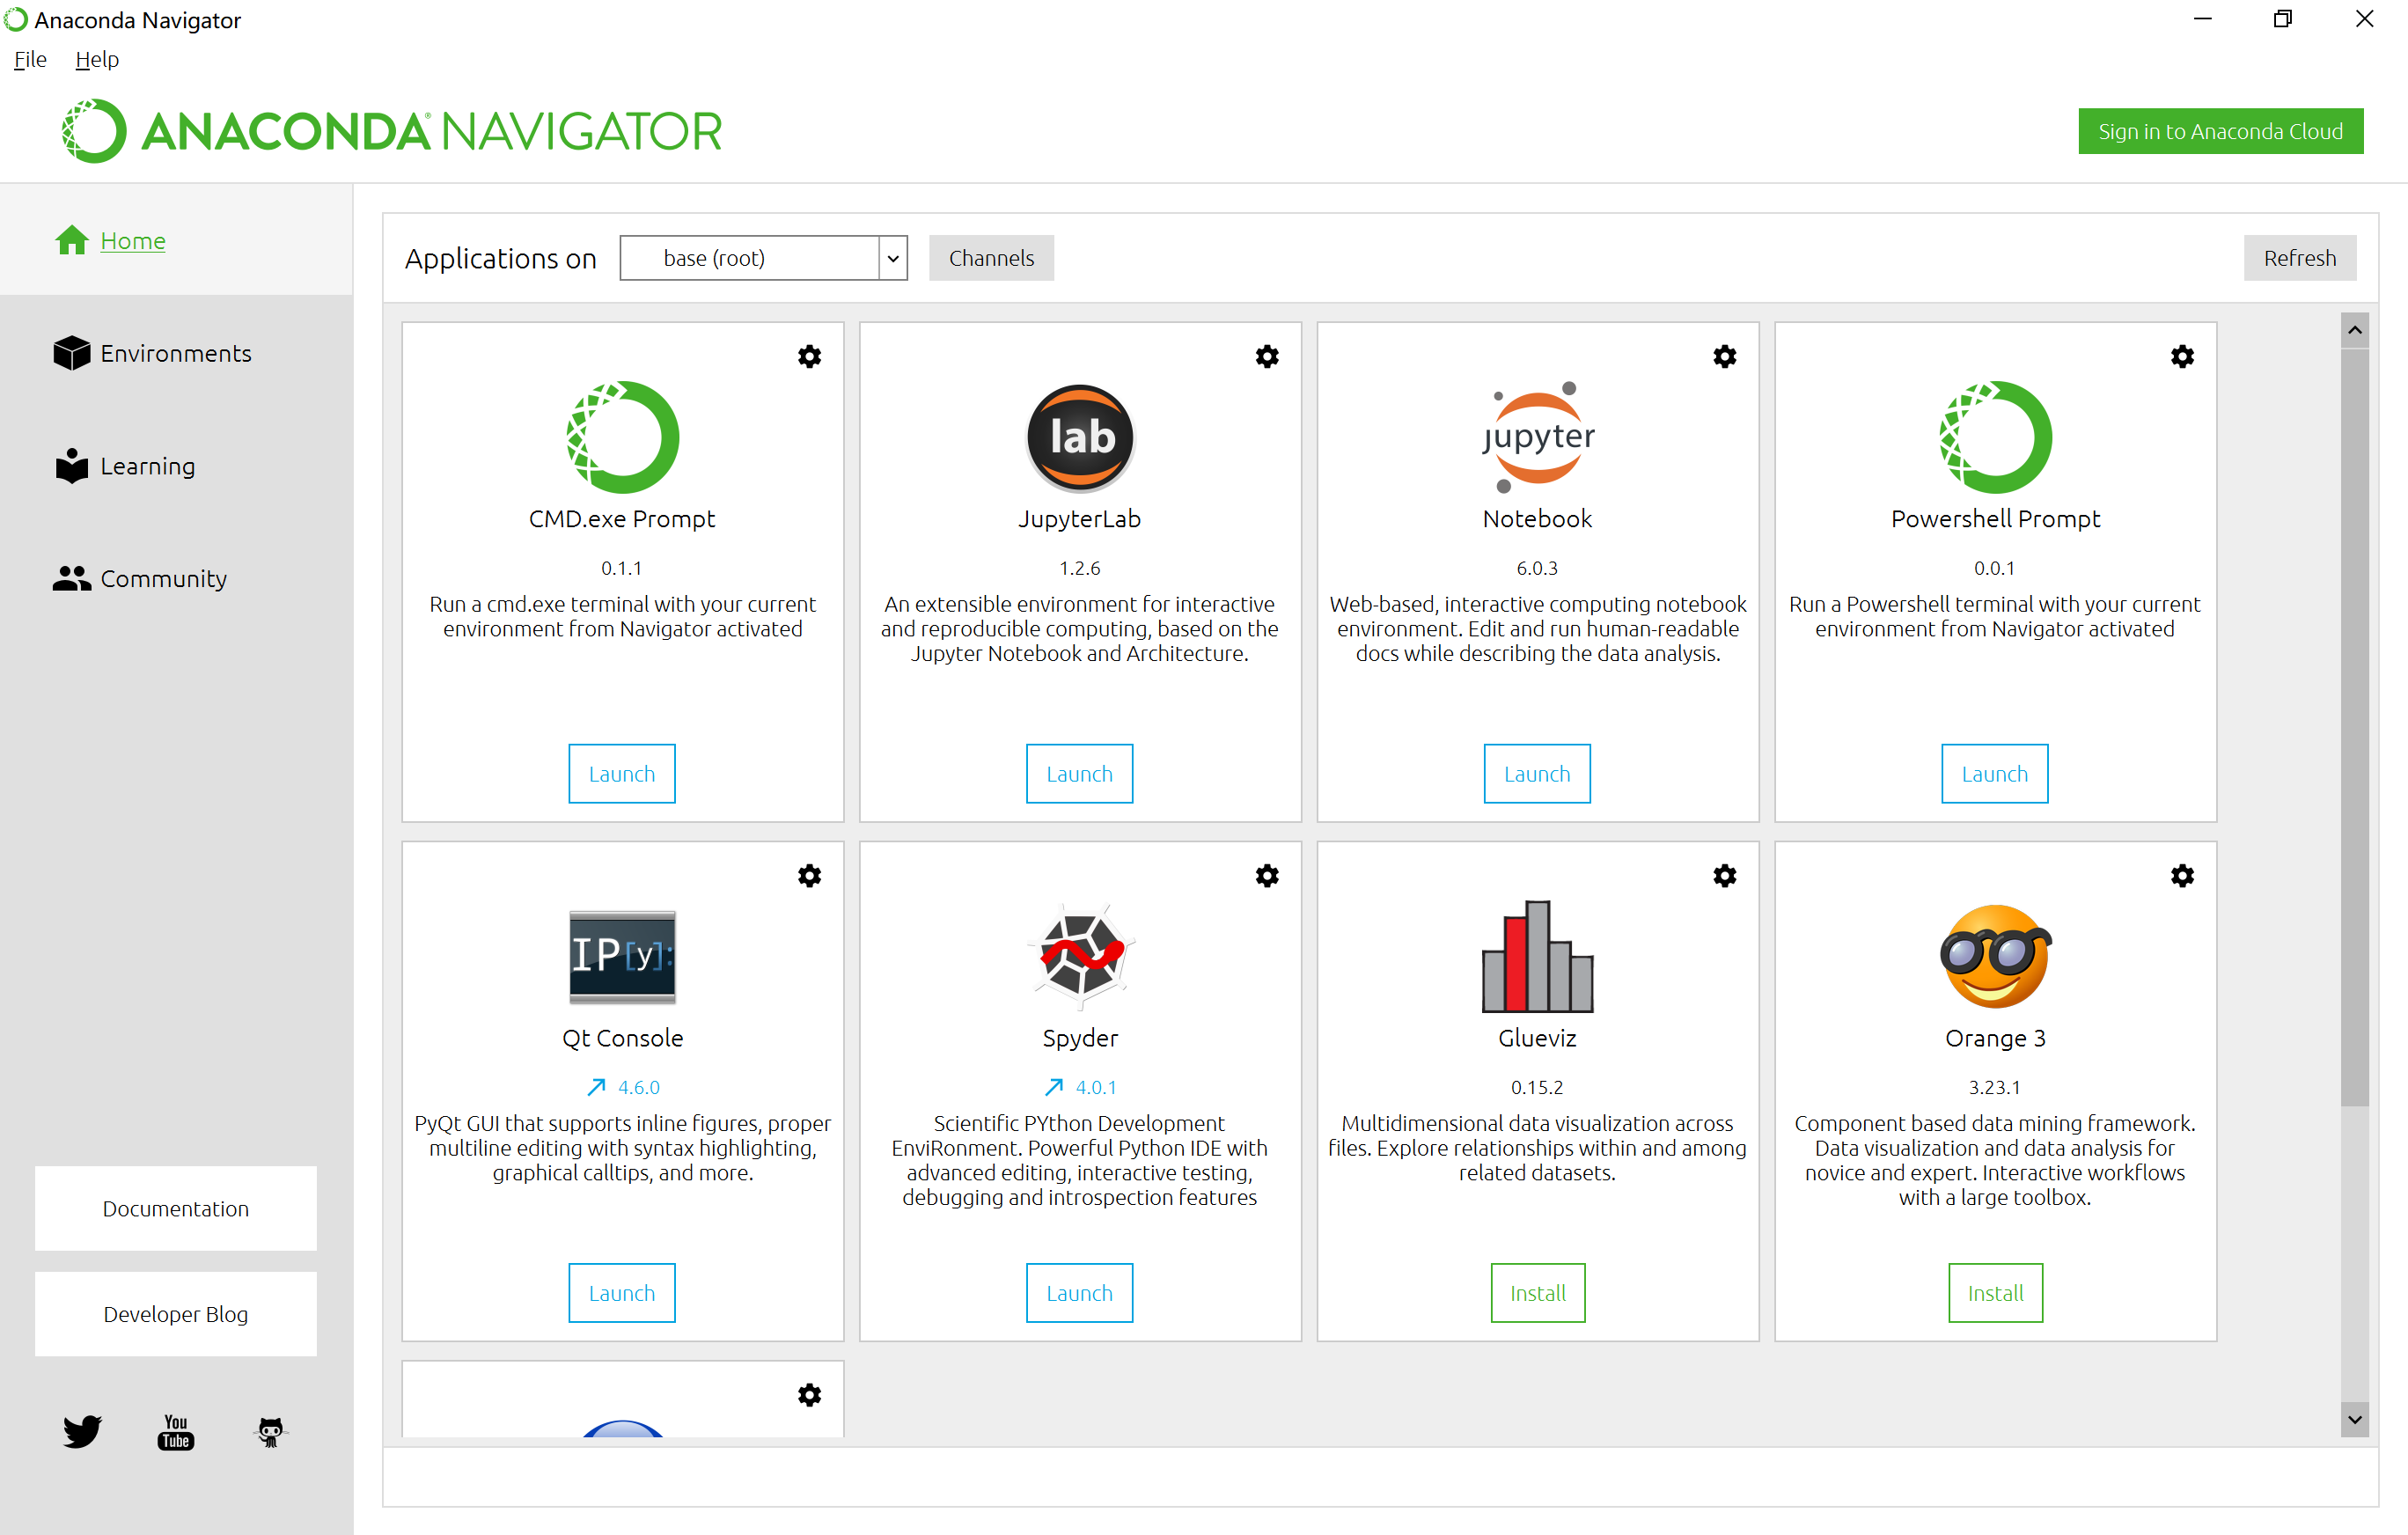 Anaconda Navigator
File Help
ANACONDA® NAVIGATOR
Sign in to Anaconda Cloud
Home
Environments
Learning
Community
Documentation
Developer Blog
You
Tube
Applications on base (root) Channels Refresh
CMD.exe Prompt
0.1.1
Run a cmd.exe terminal with your current
environment from Navigator activated
Launch
lab
JupyterLab
1.2.6
An extensible environment for interactive
and reproducible computing, based on the
Jupyter Notebook and Architecture.
Launch
jupyter
Notebook
6.0.3
Web-based, interactive computing notebook
environment. Edit and run human-readable
docs while describing the data analysis.
Launch
Powershell Prompt
0.0.1
Run a Powershell terminal with your current
environment from Navigator activated
Launch
IP[y]:
Qt Console
4.6.0
PyQt GUI that supports inline figures, proper
multiline editing with syntax highlighting,
graphical calltips, and more.
Launch
Spyder
4.0.1
Scientific PYthon Development
EnviRonment. Powerful Python IDE with
advanced editing, interactive testing,
debugging and introspection features
Launch
Glueviz
0.15.2
Multidimensional data visualization across
files. Explore relationships within and among
related datasets.
Install
Orange 3
3.23.1
Component based data mining framework.
Data visualization and data analysis for
novice and expert. Interactive workflows
with a large toolbox.
Install